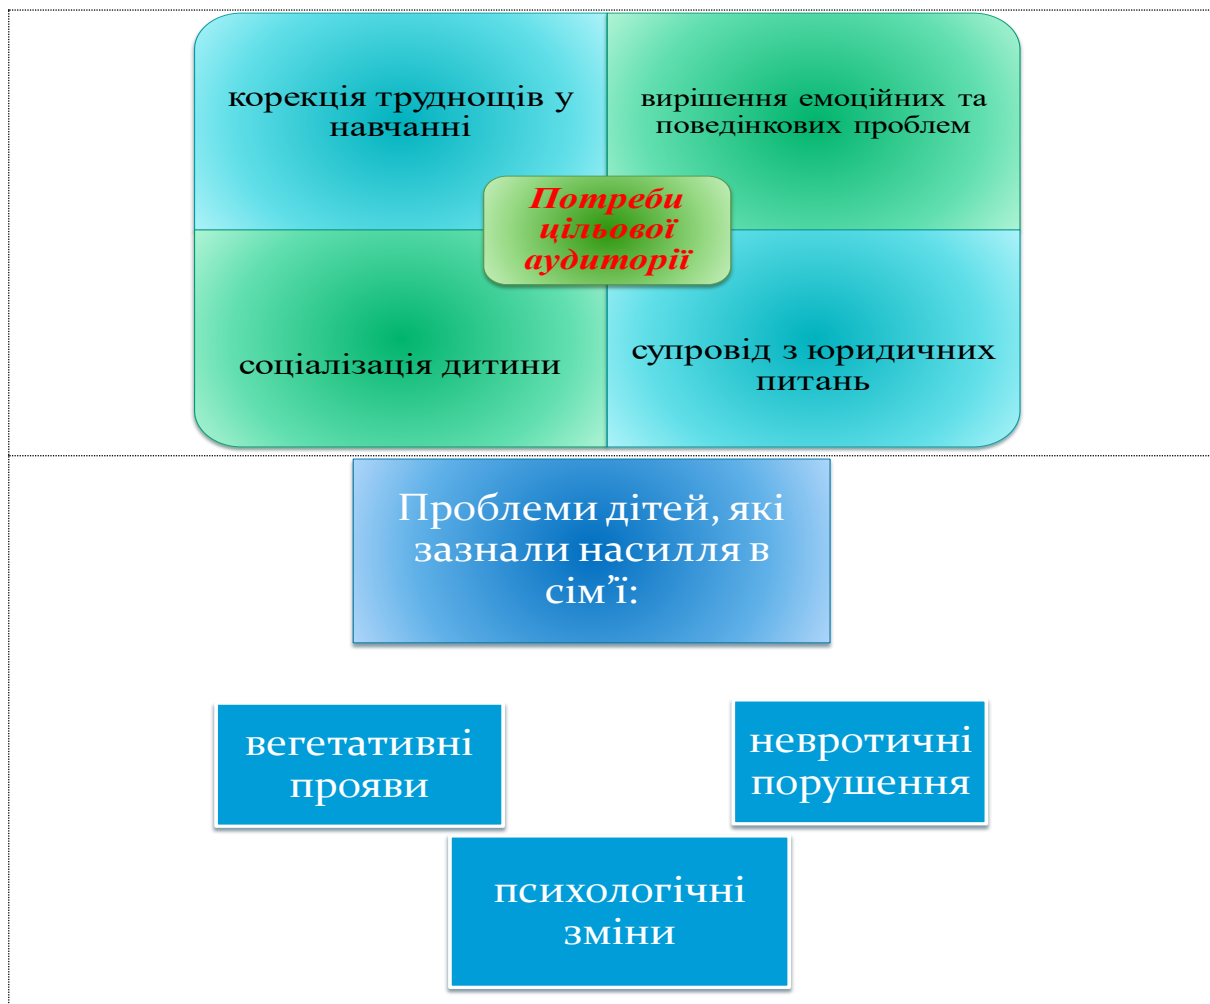 корекція труднощів у
навчанні
вирішення емоційних та
поведінкових проблем
Потреби
цільової
аудиторії
соціалізація дитини
супровід з юридичних
питань
Проблеми дітей, які
зазнали насилля в
сім’ї:
вегетативні
прояви
невротичні
порушення
психологічні
зміни